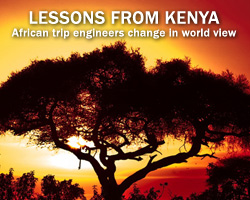 LESSONS FROM KENYA
African trip engineers change in world view